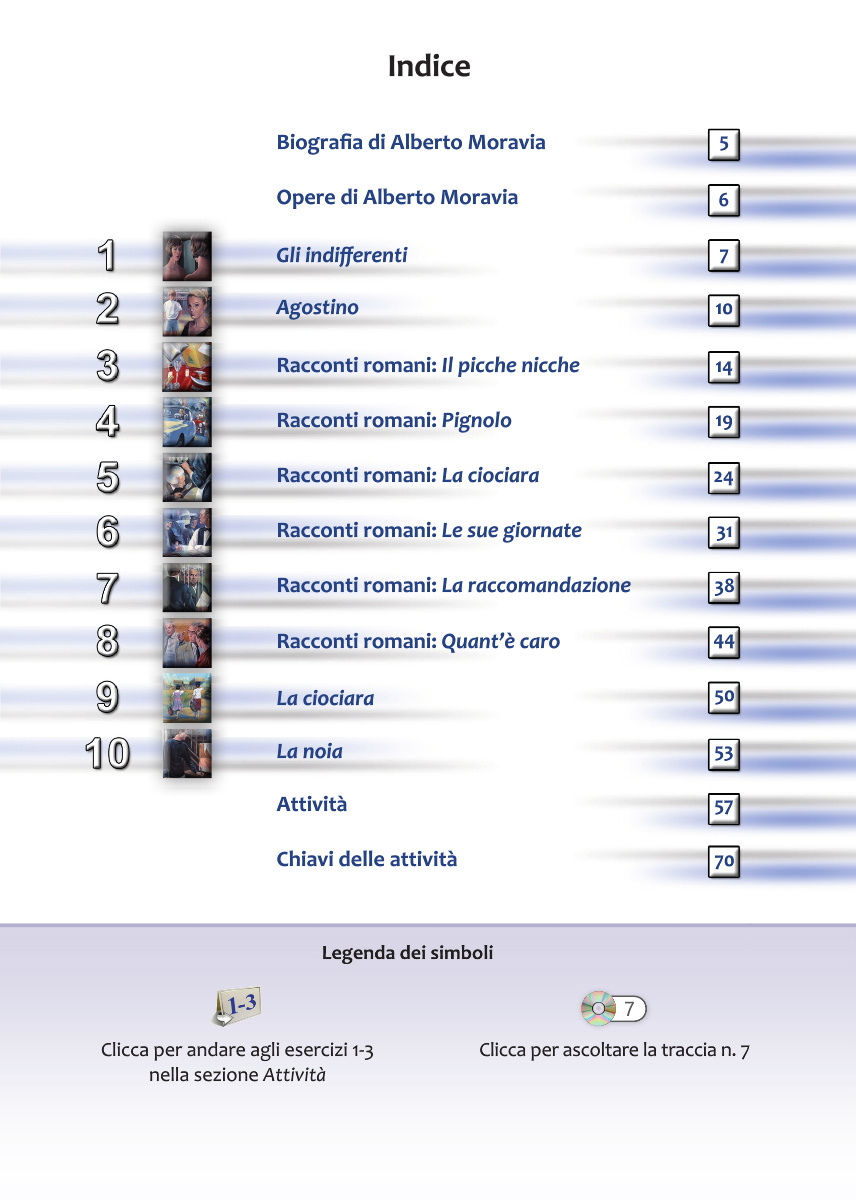 Indice
Biografia di Alberto Moravia 5
Opere di Alberto Moravia 6
1 Gli indifferenti 7
2 Agostino 10
3 Racconti romani: Il picche nicche 14
4 Racconti romani: Pignolo 19
5 Racconti romani: La ciociara 24
6 Racconti romani: Le sue giornate 31
7 Racconti romani: La raccomandazione 38
8 Racconti romani: Quant'è caro 44
9 La ciociara 50
10 La noia 53
Attività 57
Chiavi delle attività 70
Legenda dei simboli
1-3
Clicca per andare agli esercizi 1-3
nella sezione Attività
7
Clicca per ascoltare la traccia n. 7